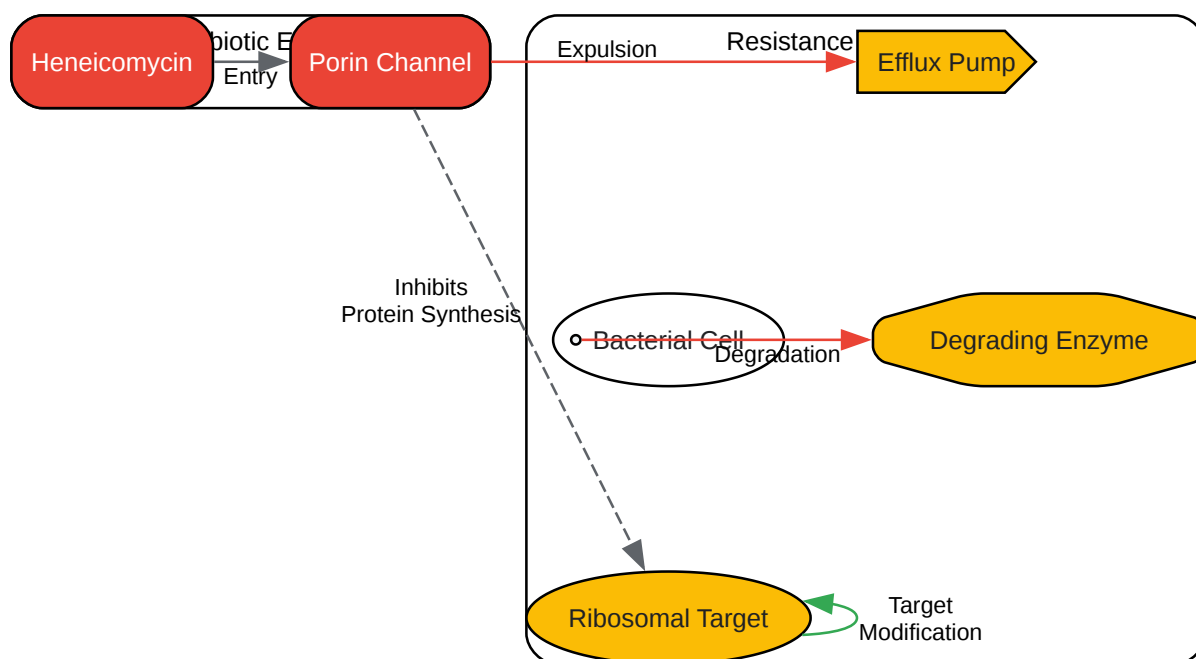 Heneicomycin
biotic E
Entry
Porin Channel
Expulsion
Resistance
Efflux Pump
Inhibits
Protein Synthesis
Bacterial Cell
Degradation
Degrading Enzyme
Ribosomal Target
Target
Modification